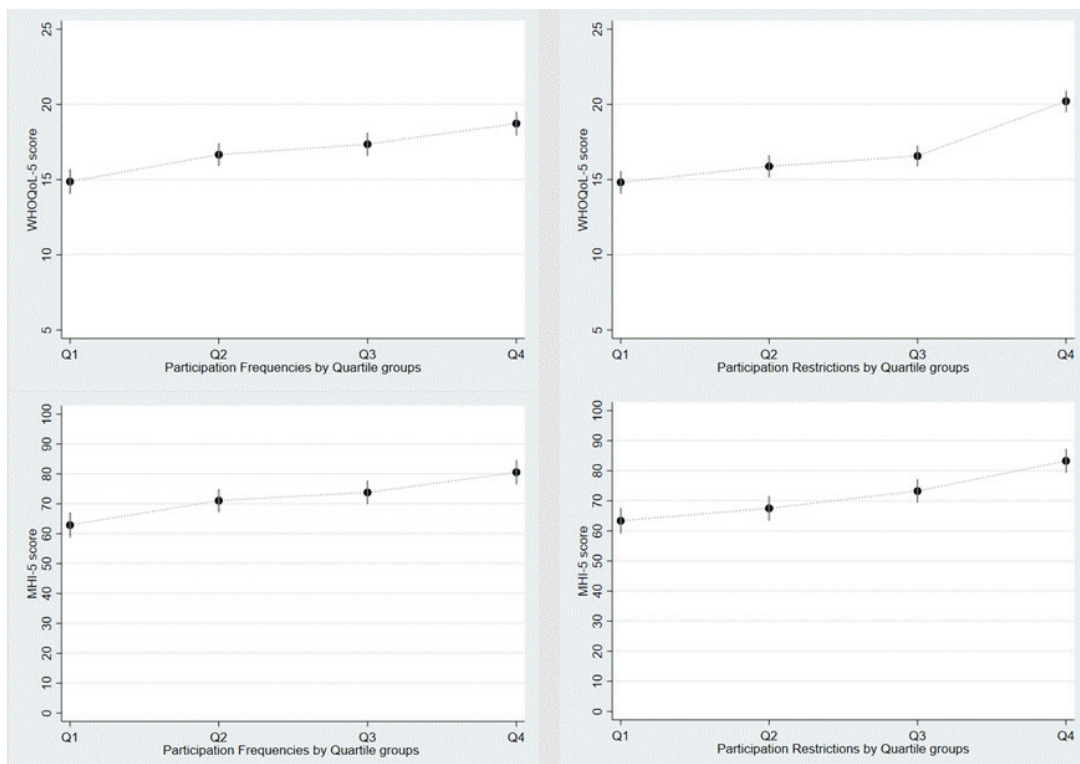 WHOQoL-5 score
25
20
15
10
5
Q1 Q2 Q3 Q4
Participation Frequencies by Quartile groups
WHOQoL-5 score
25
20
15
10
5
Q1 Q2 Q3 Q4
Participation Restrictions by Quartile groups
MHI-5 score
100
90
80
70
60
50
40
30
20
10
0
Q1 Q2 Q3 Q4
Participation Frequencies by Quartile groups
MHI-5 score
100
90
80
70
60
50
40
30
20
10
0
Q1 Q2 Q3 Q4
Participation Restrictions by Quartile groups